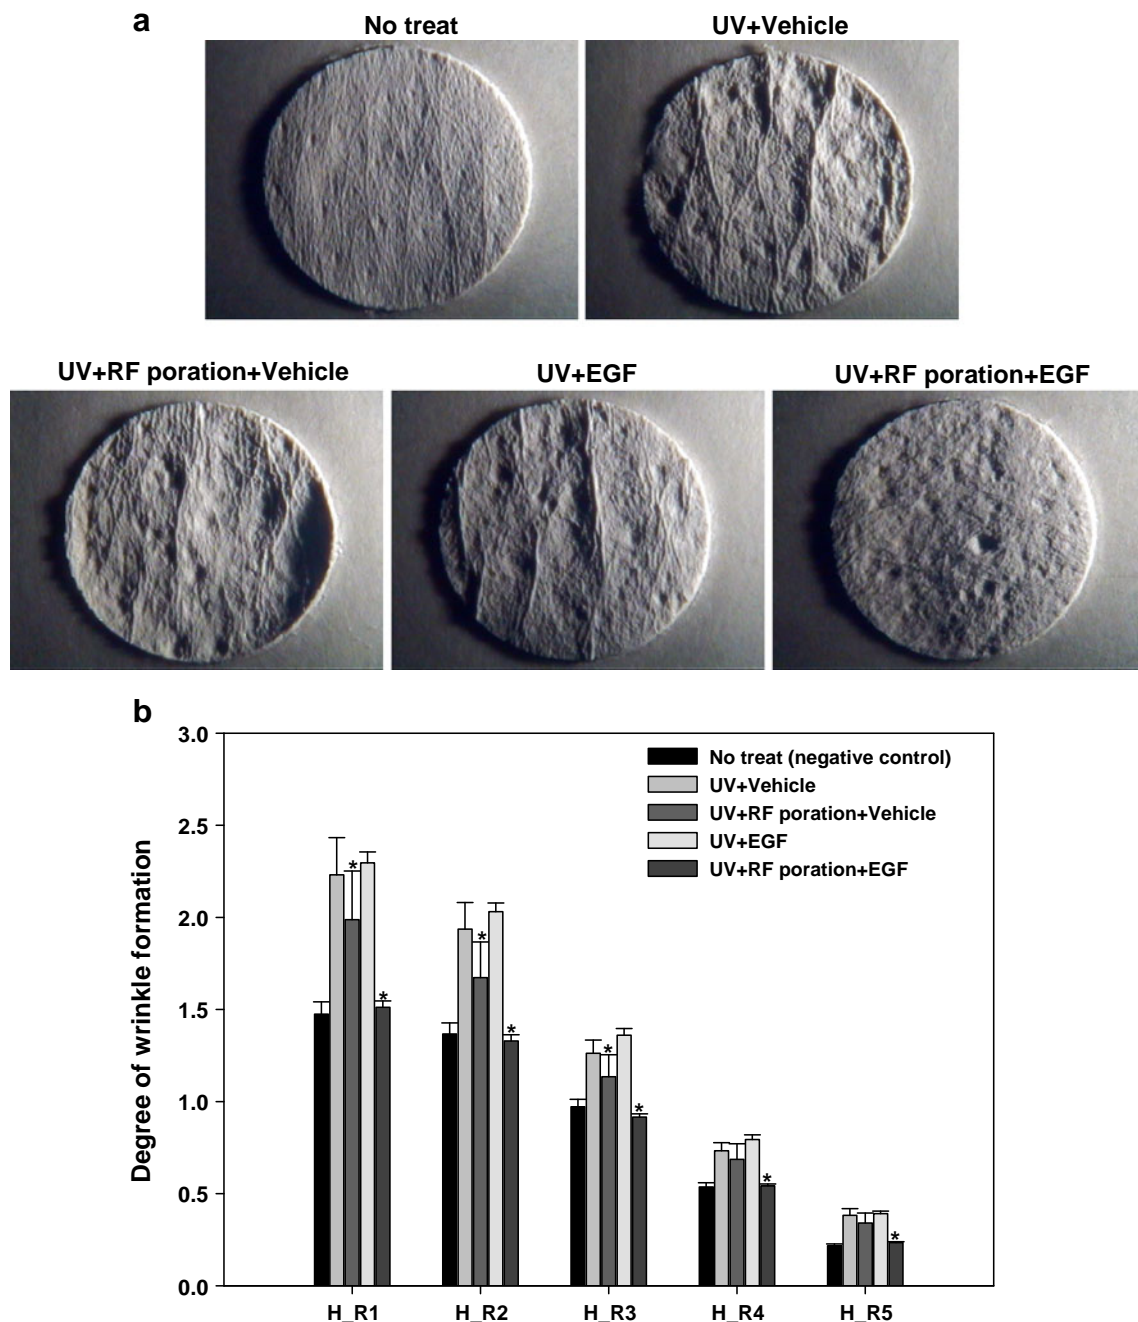 a
No treat
UV+Vehicle
UV+RF poration+Vehicle
UV+EGF
UV+RF poration+EGF
b
3.0
2.5
2.0
1.5
1.0
0.5
0.0
Degree of wrinkle formation
No treat (negative control)
UV+Vehicle
UV+RF poration+Vehicle
UV+EGF
UV+RF poration+EGF
*
*
*
*
*
*
*
*
H_R1
H_R2
H_R3
H_R4
H_R5